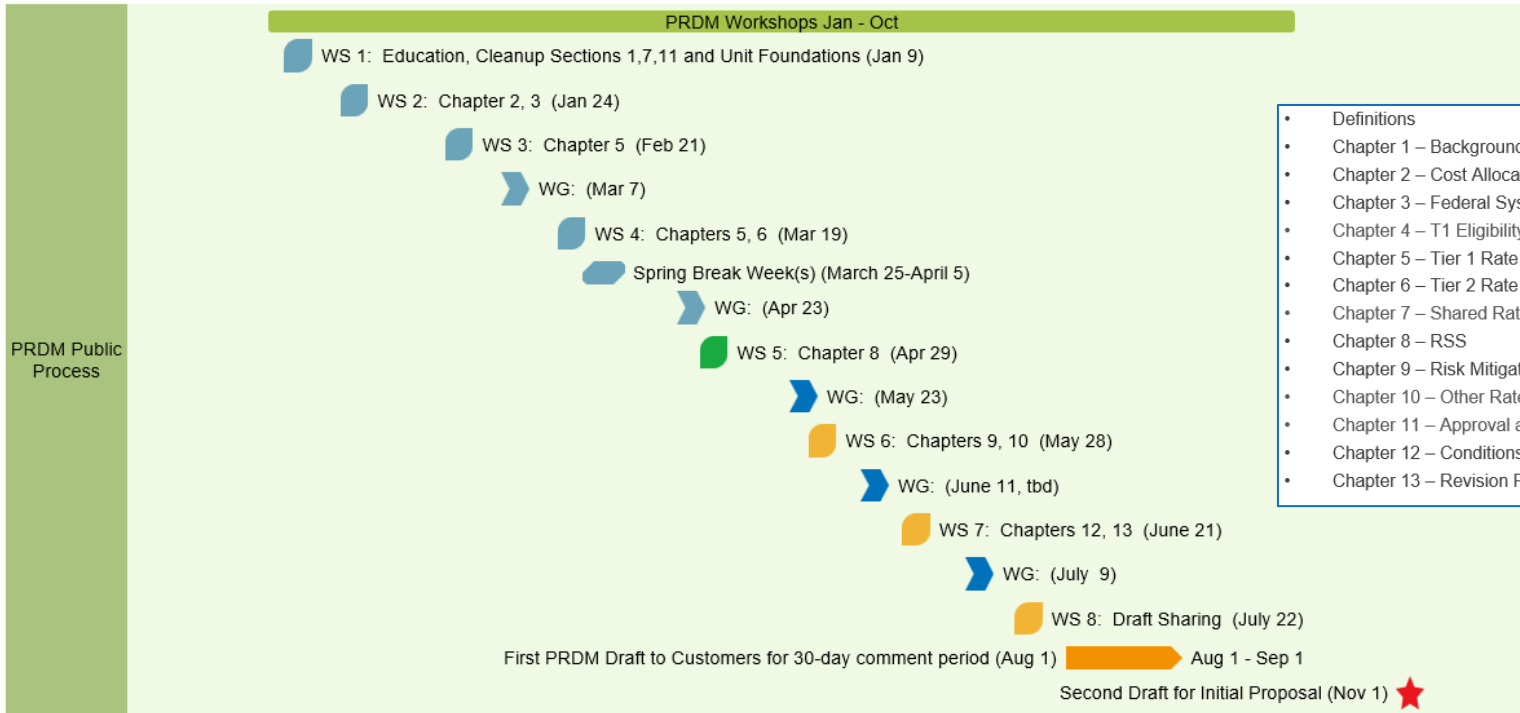 PRDM Workshops Jan - Oct
WS 1: Education, Cleanup Sections 1,7,11 and Unit Foundations (Jan 9)
WS 2: Chapter 2, 3 (Jan 24)
WS 3: Chapter 5 (Feb 21)
WG: (Mar 7)
WS 4: Chapters 5, 6 (Mar 19)
Spring Break Week(s) (March 25-April 5)
WG: (Apr 23)
PRDM Public
Process
WS 5: Chapter 8 (Apr 29)
WG: (May 23)
WS 6: Chapters 9, 10 (May 28)
WG: (June 11, tbd)
WS 7: Chapters 12, 13 (June 21)
WG: (July 9)
WS 8: Draft Sharing (July 22)
First PRDM Draft to Customers for 30-day comment period (Aug 1)
Aug 1 - Sep 1
Second Draft for Initial Proposal (Nov 1)
• Definitions
• Chapter 1 – Background
• Chapter 2 – Cost Alloca
• Chapter 3 – Federal Sys
• Chapter 4 – T1 Eligibility
• Chapter 5 – Tier 1 Rate
• Chapter 6 – Tier 2 Rate
• Chapter 7 – Shared Rat
• Chapter 8 – RSS
• Chapter 9 – Risk Mitigat
• Chapter 10 – Other Rate
• Chapter 11 – Approval a
• Chapter 12 – Conditions
• Chapter 13 – Revision